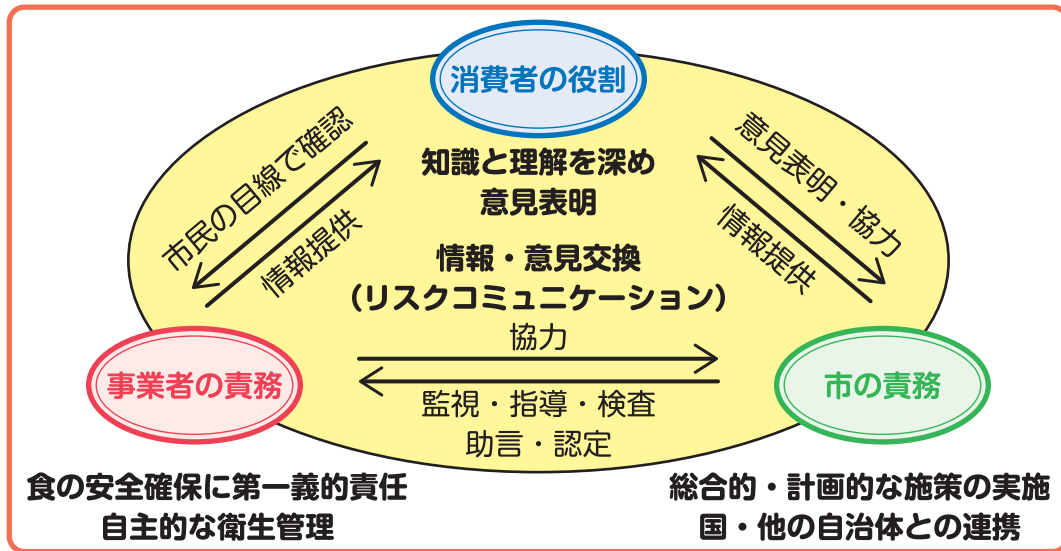 消費者の役割
知識と理解を深め
意見表明
市民の目線で確認
情報提供
意見表明・協力
情報提供
情報・意見交換
(リスクコミュニケーション)
協力
監視・指導・検査
助言・認定
事業者の責務
食の安全確保に第一義的責任
自主的な衛生管理
市の責務
総合的・計画的な施策の実施
国・他の自治体との連携